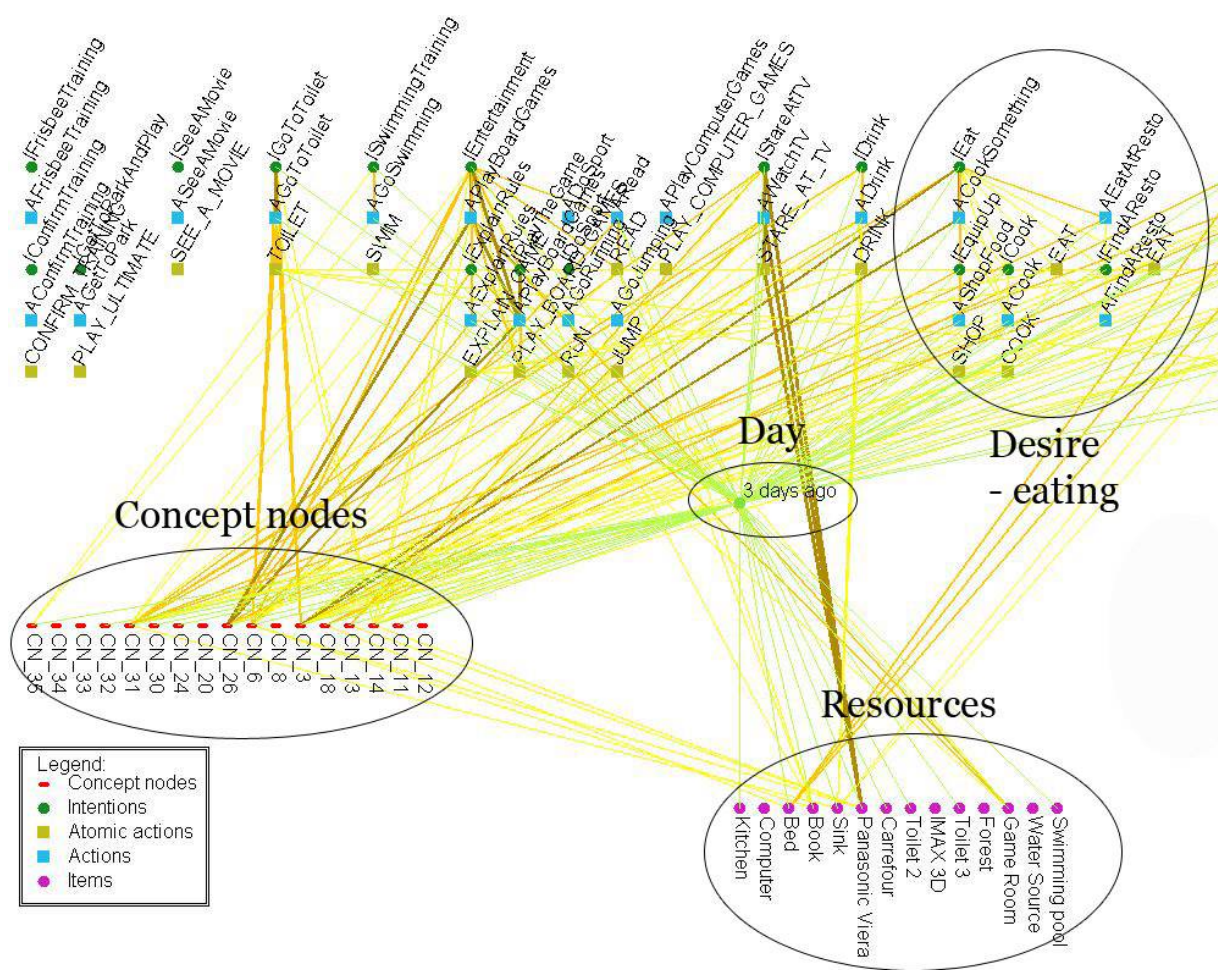 IFrisbeeTraining
AFrisbeeTraining
IConfirmTraining
AConfirmTraining
CONFIRM_TRAINING
AGetToPark
PLAY_ULTIMATE
ISeeAMovie
ASeeAMovie
SEE_A_MOVIE
IGoToToilet
AGoToToilet
TOILET
ISwimmingTraining
AGoSwimming
SWIM
IEntertainment
APlayBoardGames
IExplainRules
AExplainRules
EXPLAIN
ADoSport
AGoRunning
RUN
IRead
READ
AGoJumping
JUMP
APlayComputerGames
PLAY_COMPUTER_GAMES
IStareAtTV
AWatchTV
STARE_AT_TV
IDrink
ADrink
DRINK
IEat
ACookSomething
IEquipUp
AShopFood
SHOP
ICook
ACook
COOK
EAT
AEatAtResto
IFindAResto
AFindAResto
EAT
Day
3 days ago
Desire
- eating
Concept nodes
CN_35
CN_34
CN_33
CN_32
CN_31
CN_30
CN_24
CN_20
CN_26
CN_6
CN_8
CN_3
CN_18
CN_13
CN_14
CN_11
CN_12
Resources
Kitchen
Computer
Bed
Book
Sink
Panasonic Viera
Carrefour
Toilet 2
IMAX 3D
Toilet 3
Forest
Game Room
Water Source
Swimming pool
Legend:
Concept nodes
Intentions
Atomic actions
Actions
Items